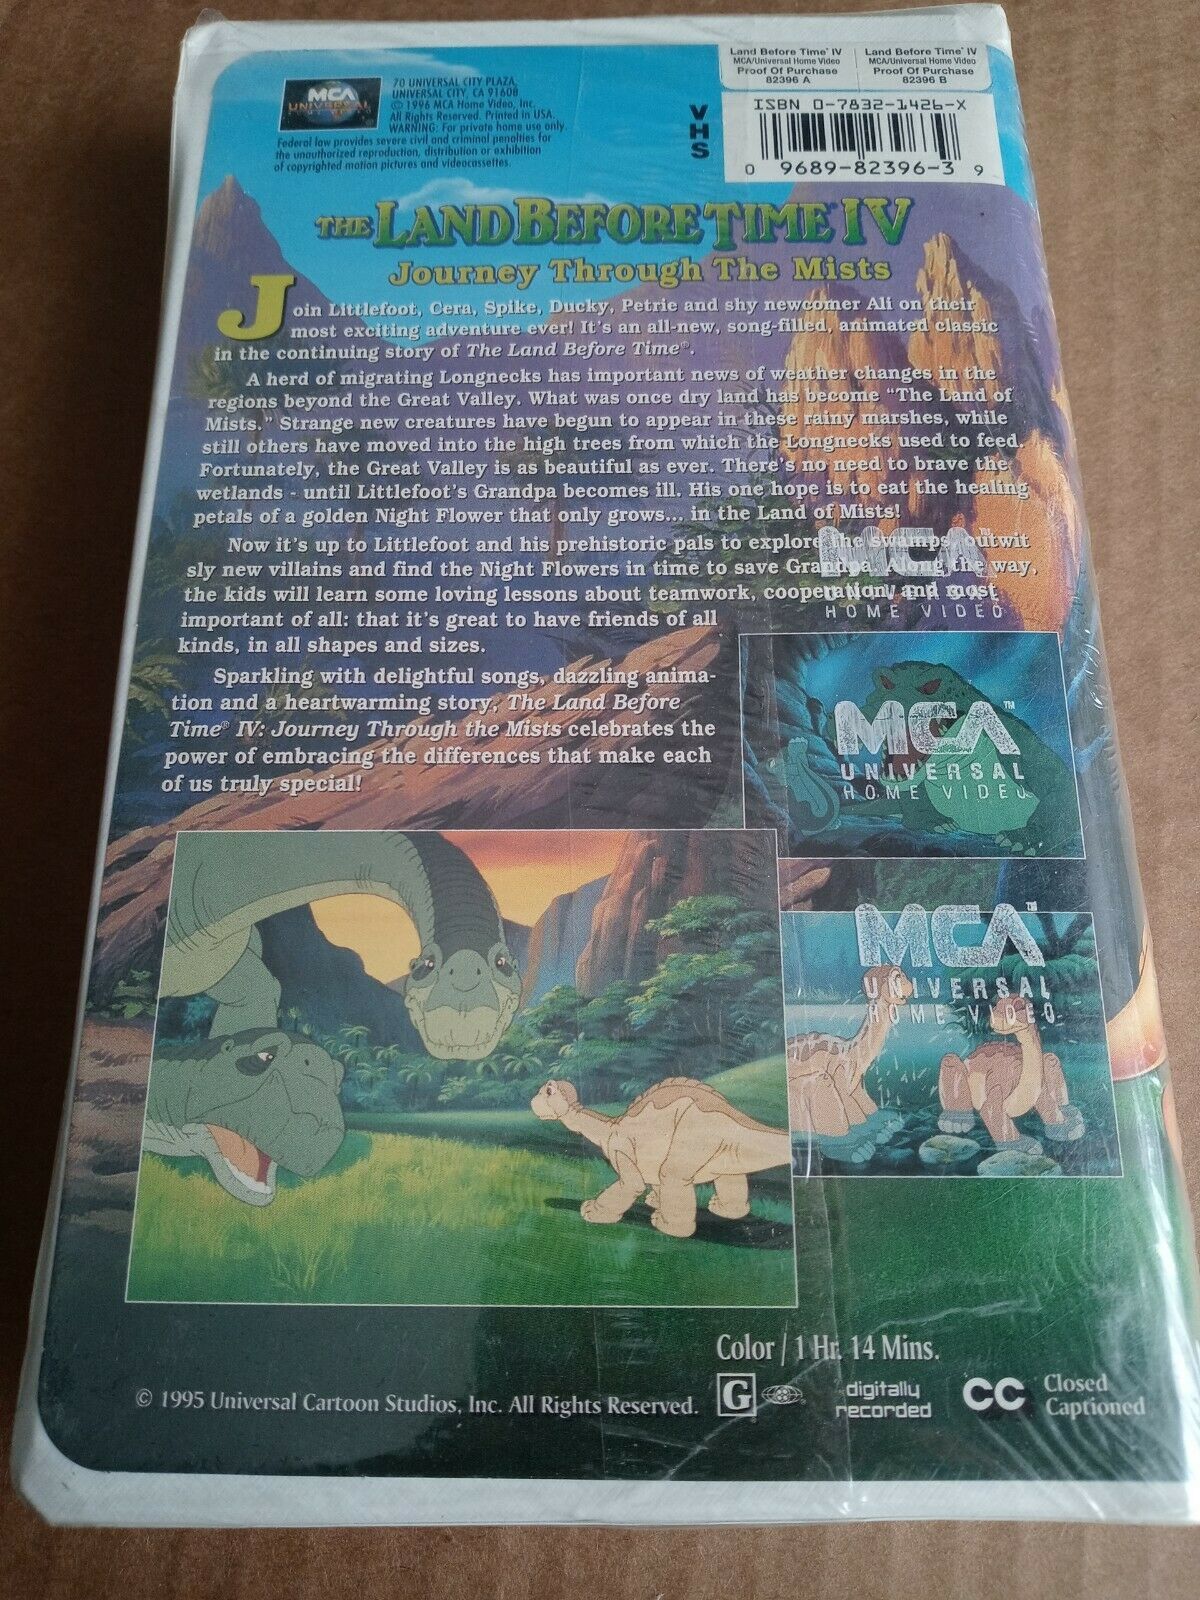 MCA
UNIVERSAL
70 UNIVERSAL CITY PLAZA,
UNIVERSAL CITY, CA 91608
© 1996 MCA Home Video, Inc.
All Rights Reserved. Printed in USA.
WARNING: For private home use only.
Federal law provides severe civil and criminal penalties for
the unauthorized reproduction, distribution or exhibition
of copyrighted motion pictures and videocassettes.
VHS
Land Before Time® IV
MCA/Universal Home Video
Proof Of Purchase
82396 A
Land Before Time® IV
MCA/Universal Home Video
Proof Of Purchase
82396 B
ISBN 0-7832-1426-X
0 9689-82396-3 9
THE LAND BEFORE TIME® IV
Journey Through The Mists
Join Littlefoot, Cera, Spike, Ducky, Petrie and shy newcomer Ali on their
most exciting adventure ever! It's an all-new, song-filled, animated classic
in the continuing story of The Land Before Time®.
A herd of migrating Longnecks has important news of weather changes in the
regions beyond the Great Valley. What was once dry land has become "The Land of
Mists." Strange new creatures have begun to appear in these rainy marshes, while
still others have moved into the high trees from which the Longnecks used to feed.
Fortunately, the Great Valley is as beautiful as ever. There's no need to brave the
wetlands - until Littlefoot's Grandpa becomes ill. His one hope is to eat the healing
petals of a golden Night Flower that only grows... in the Land of Mists!
Now it's up to Littlefoot and his prehistoric pals to explore the swamps, outwit
sly new villains and find the Night Flowers in time to save Grandpa. Along the way,
the kids will learn some loving lessons about teamwork, cooperation, and most
important of all: that it's great to have friends of all
kinds, in all shapes and sizes.
Sparkling with delightful songs, dazzling anima-
tion and a heartwarming story, The Land Before
Time® IV: Journey Through the Mists celebrates the
power of embracing the differences that make each
of us truly special!
MCA™
UNIVERSAL
HOME VIDEO
MCA™
UNIVERSAL
HOME VIDEO
MCA™
UNIVERSAL
HOME VIDEO
Color / 1 Hr. 14 Mins.
© 1995 Universal Cartoon Studios, Inc. All Rights Reserved.
G
digitally
recorded
CC
Closed
Captioned